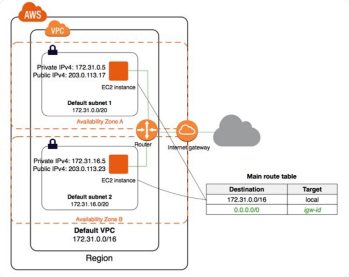 AWS
VPC
Private IPv4: 172.31.0.5
Public IPv4: 203.0.113.17
EC2 Instance
Default subnet 1
172.31.0.0/20
Availability Zone A
Router
Internet gateway
Private IPv4: 172.31.16.5
Public IPv4: 203.0.113.23
EC2 Instance
Default subnet 2
172.31.16.0/20
Availability Zone B
Default VPC
172.31.0.0/16
Region
Main route table
Destination Target
172.31.0.0/16 local
0.0.0.0/0 igw-id